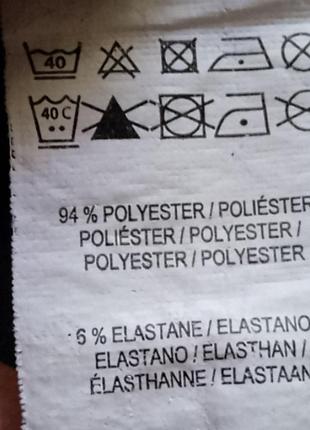 40
40 C
94 % POLYESTER / POLIÉSTER
POLIÉSTER / POLYESTER /
POLYESTER / POLYESTER
6 % ELASTANE / ELASTANO
ELASTANO / ELASTHAN /
ÉLASTHANNE / ELASTAAN